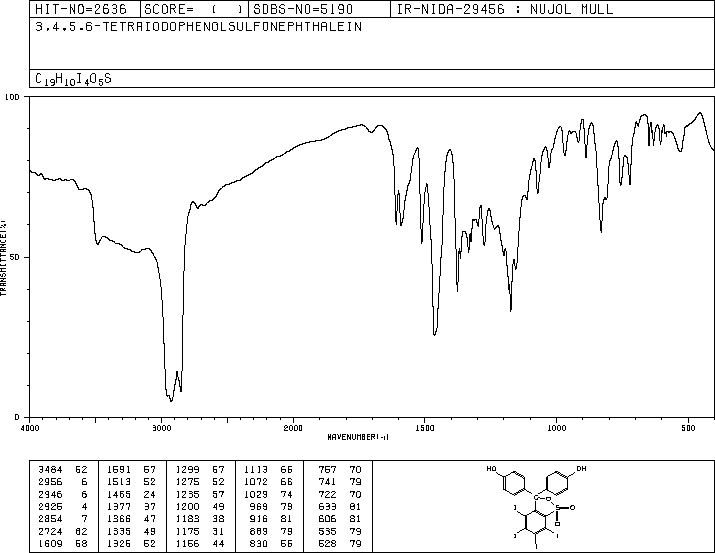 HIT-NO=2636 SCORE= ( ) SDBS-NO=5190 IR-NIDA-29456 : NUJOL MULL
3,4,5,6-TETRAIODOPHENOLSULFONEPHTHALEIN
C19H10I4O5S
100
50
0
TRANSMITTANCE(%)
4000 3000 2000 1500 1000 500
WAVENUMBER(-1)
3484 52 1591 57 1299 57 1113 66 757 70
2956 6 1513 52 1275 52 1072 66 741 79
2946 6 1465 24 1235 57 1029 74 722 70
2925 4 1377 37 1200 49 969 79 639 81
2854 7 1366 47 1183 38 916 81 606 81
2724 62 1335 49 1175 31 889 79 535 79
1609 58 1326 52 1156 44 830 55 528 79
HO OH
O
S O
O
I
I I
I